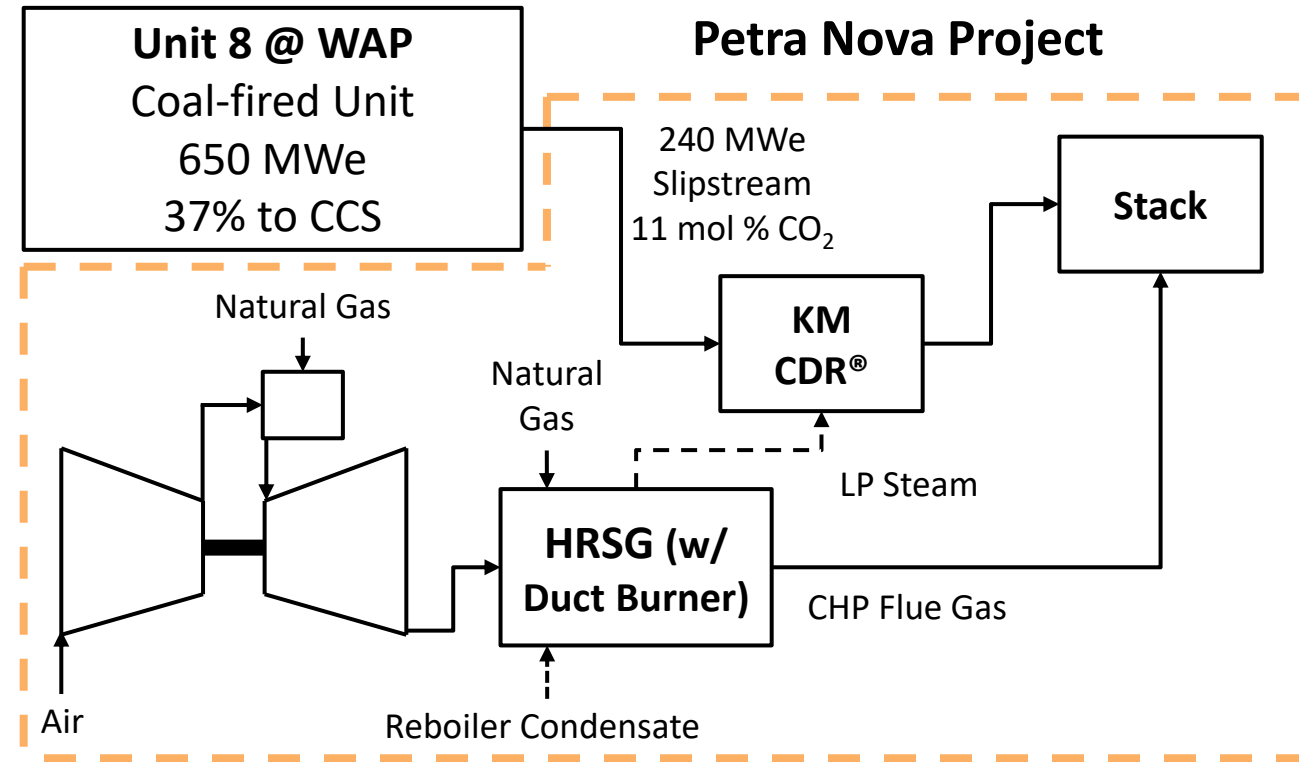 Unit 8 @ WAP
Coal-fired Unit
650 MWe
37% to CCS
Petra Nova Project
240 MWe
Slipstream
11 mol % CO₂
Stack
Natural Gas
KM
CDR®
Natural
Gas
LP Steam
HRSG (w/
Duct Burner)
CHP Flue Gas
Air
Reboiler Condensate